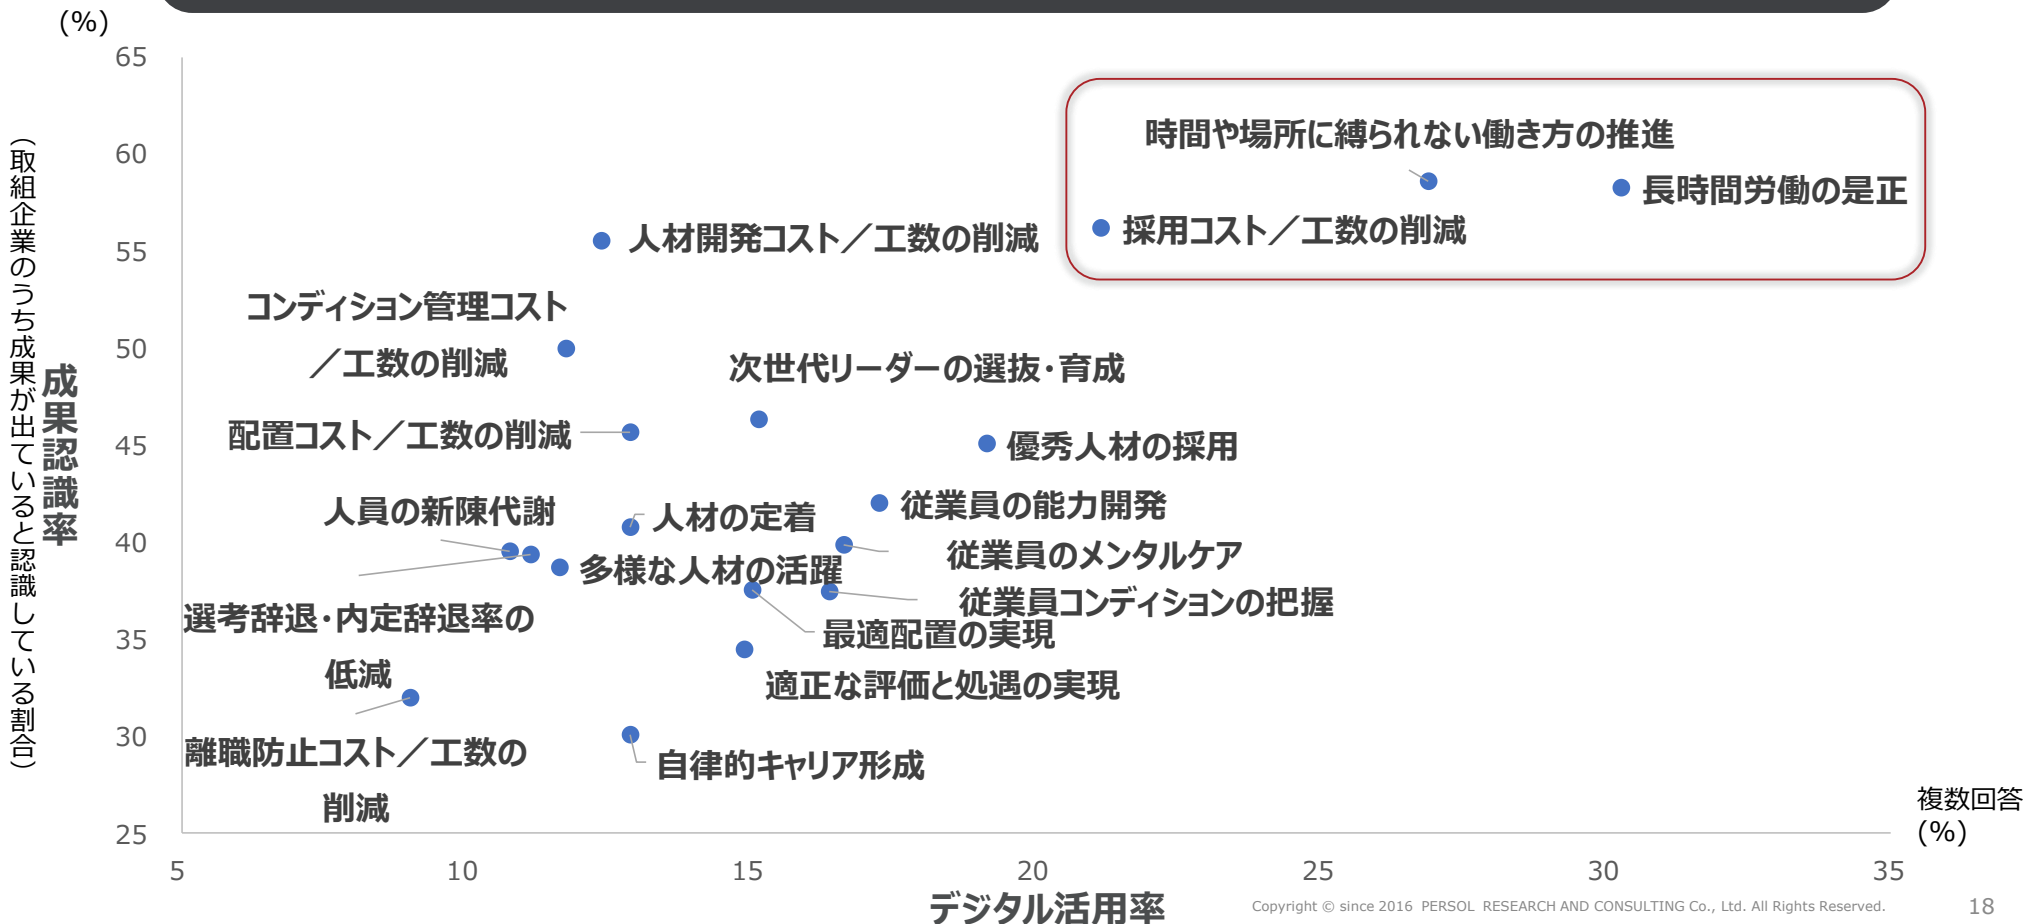 (%)
65
60
55
50
45
40
35
30
25
5
10
15
20
25
30
35
成果認識率
（取組企業のうち成果が出ていると認識している割合）
時間や場所に縛られない働き方の推進
長時間労働の是正
採用コスト／工数の削減
人材開発コスト／工数の削減
コンディション管理コスト
／工数の削減
次世代リーダーの選抜・育成
配置コスト／工数の削減
優秀人材の採用
人員の新陳代謝
人材の定着
従業員の能力開発
従業員のメンタルケア
多様な人材の活躍
従業員コンディションの把握
選考辞退・内定辞退率の
低減
最適配置の実現
適正な評価と処遇の実現
離職防止コスト／工数の
削減
自律的キャリア形成
複数回答
(%)
デジタル活用率
Copyright © since 2016 PERSOL RESEARCH AND CONSULTING Co., Ltd. All Rights Reserved.
18